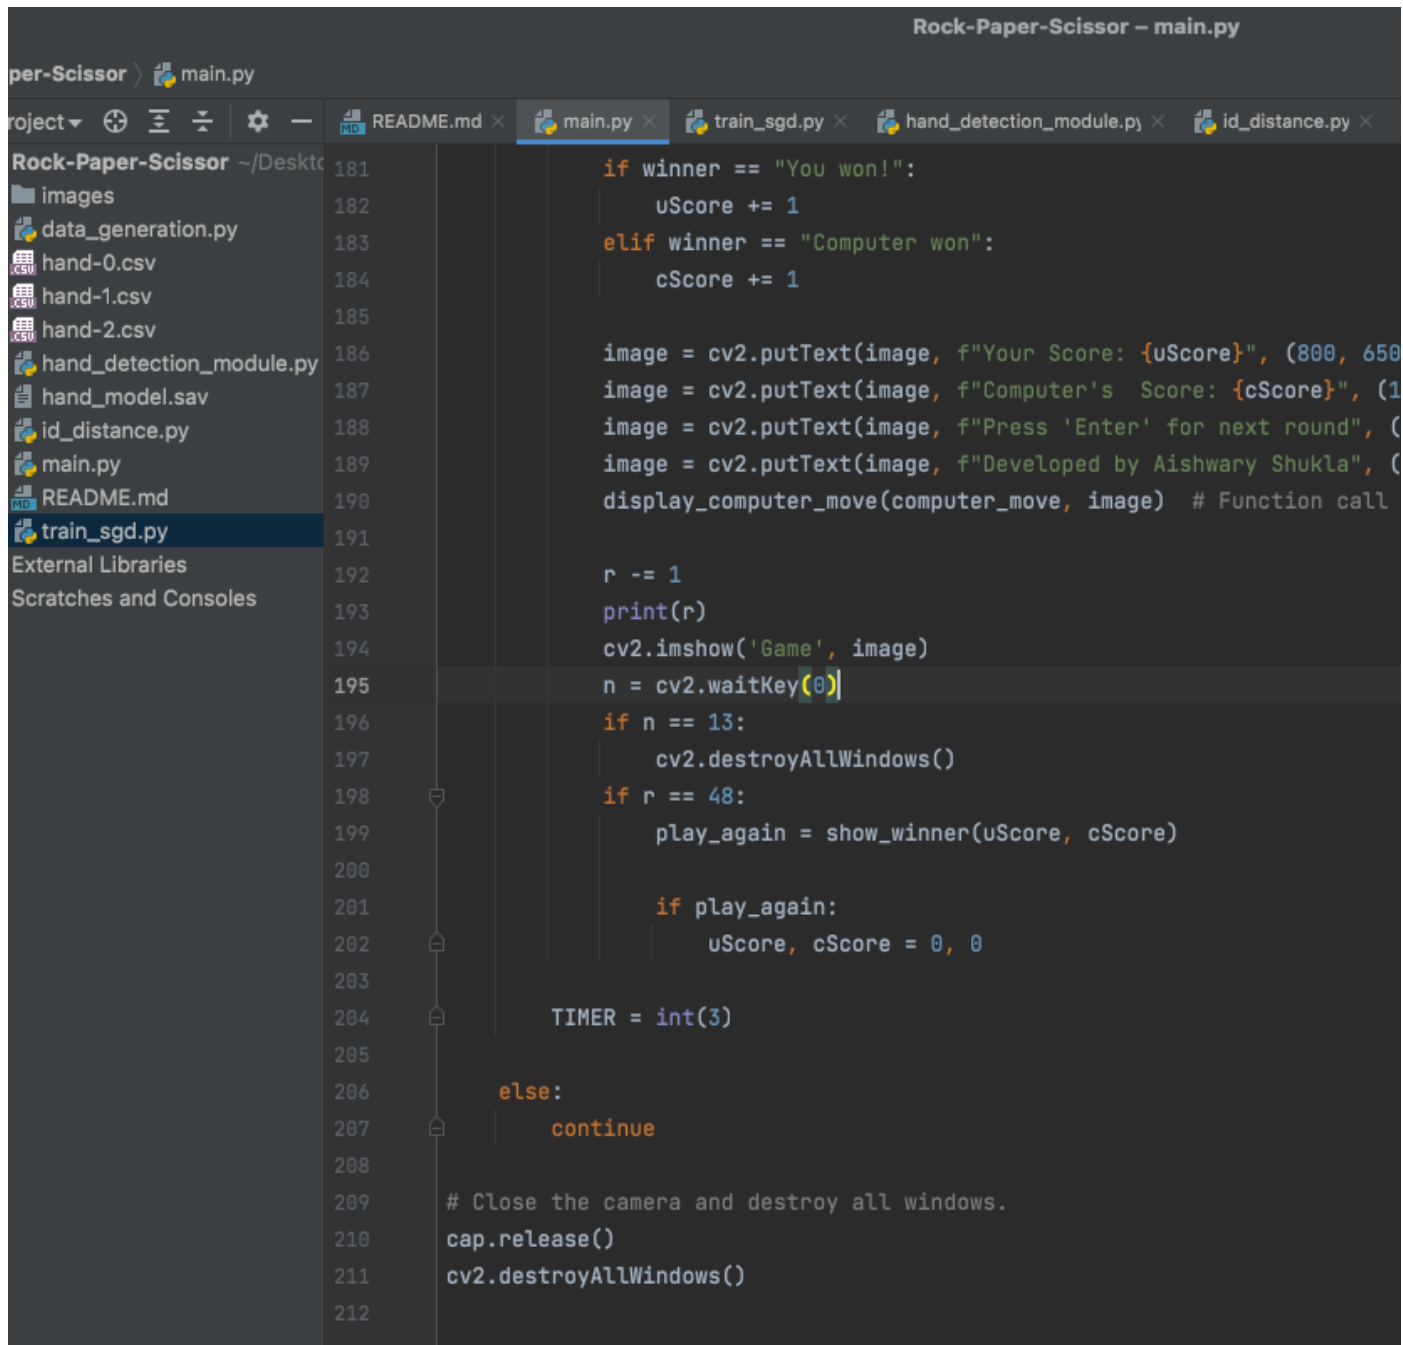 Rock-Paper-Scissor – main.py
per-Scissor 〉 main.py
roject
README.md
main.py
train_sgd.py
hand_detection_module.py
id_distance.py
Rock-Paper-Scissor ~/Deskto
images
data_generation.py
hand-0.csv
hand-1.csv
hand-2.csv
hand_detection_module.py
hand_model.sav
id_distance.py
main.py
README.md
train_sgd.py
External Libraries
Scratches and Consoles
181 if winner == "You won!":
182 uScore += 1
183 elif winner == "Computer won":
184 cScore += 1
185
186 image = cv2.putText(image, f"Your Score: {uScore}", (800, 650
187 image = cv2.putText(image, f"Computer's  Score: {cScore}", (1
188 image = cv2.putText(image, f"Press 'Enter' for next round", (
189 image = cv2.putText(image, f"Developed by Aishwary Shukla", (
190 display_computer_move(computer_move, image)  # Function call
191
192 r -= 1
193 print(r)
194 cv2.imshow('Game', image)
195 n = cv2.waitKey(0)
196 if n == 13:
197 cv2.destroyAllWindows()
198 if r == 48:
199 play_again = show_winner(uScore, cScore)
200
201 if play_again:
202 uScore, cScore = 0, 0
203
204 TIMER = int(3)
205
206 else:
207 continue
208
209 # Close the camera and destroy all windows.
210 cap.release()
211 cv2.destroyAllWindows()
212